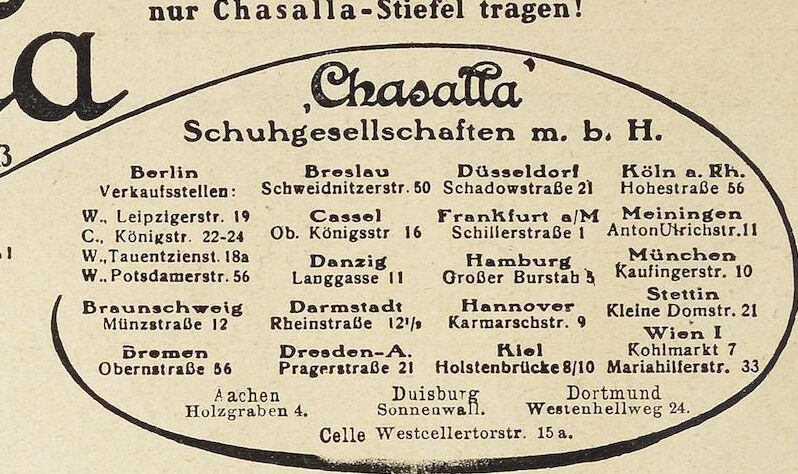 nur Chasalla-Stiefel tragen!
a
‚Chasalla‘
Schuhgesellschaften m. b. H.
Berlin
Verkaufsstellen:
W., Leipzigerstr. 19
C., Königstr. 22-24
W., Tauentzienst. 18a
W., Potsdamerstr. 56
Braunschweig
Münzstraße 12
Bremen
Obernstraße 56
Breslau
Schweidnitzerstr. 50
Cassel
Ob. Königsstr 16
Danzig
Langgasse 11
Darmstadt
Rheinstraße 12½
Dresden-A.
Pragerstraße 21
Düsseldorf
Schadowstraße 21
Frankfurt a/M
Schillerstraße 1
Hamburg
Großer Burstah
Hannover
Karmarschstr. 9
Kiel
Holstenbrücke 8/10
Köln a. Rh.
Hohestraße 56
Meiningen
Anton Ulrichstr. 11
München
Kaufingerstr. 10
Stettin
Kleine Domstr. 21
Wien I
Kohlmarkt 7
Mariahilferstr. 33
Aachen
Holzgraben 4.
Duisburg
Sonnenwall.
Dortmund
Westenhellweg 24.
Celle Westcellertorstr. 15a.